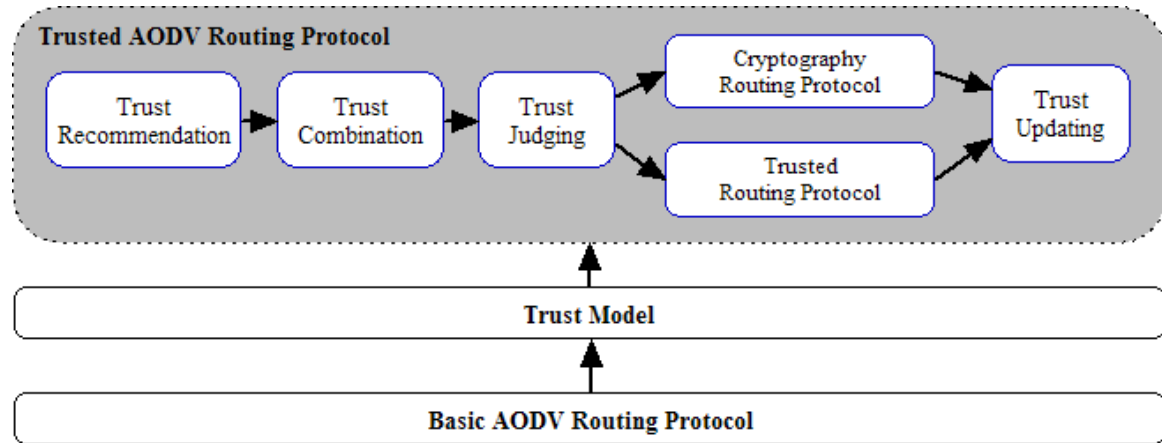 Trusted AODV Routing Protocol
Trust
Recommendation
Trust
Combination
Trust
Judging
Cryptography
Routing Protocol
Trusted
Routing Protocol
Trust
Updating
Trust Model
Basic AODV Routing Protocol